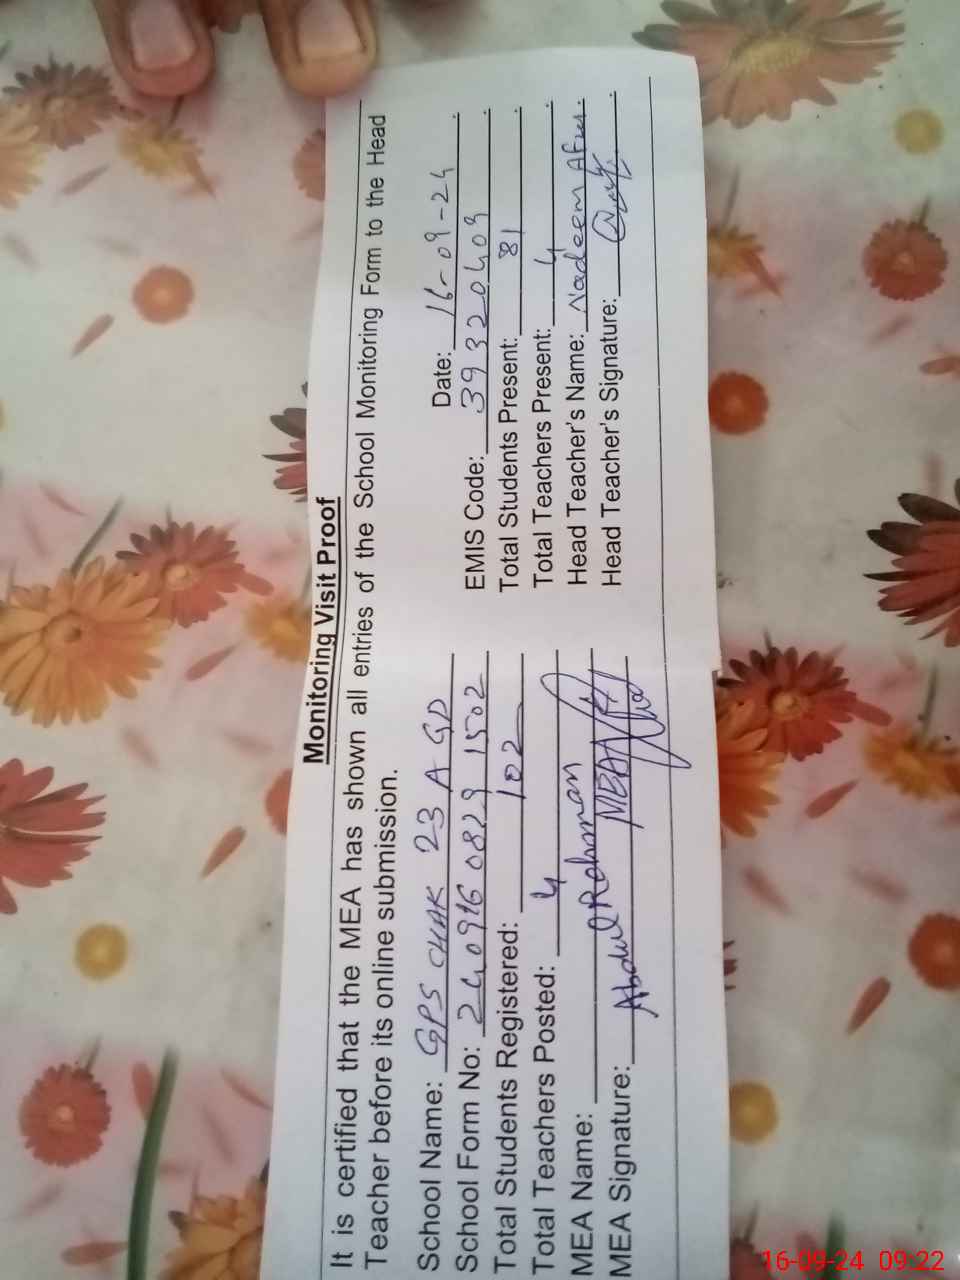 Monitoring Visit Proof
It is certified that the MEA has shown all entries of the School Monitoring Form to the Head
Teacher before its online submission.
School Name: GPS CHAK 23 A GD Date: 16-09-24
School Form No: 240916 0829 1502 EMIS Code: 39320409
Total Students Registered: 102 Total Students Present: 81
Total Teachers Posted: 4 Total Teachers Present: 4
MEA Name: Abdul Rehman MEA Head Teacher's Name: Nadeem
MEA Signature: Head Teacher's Signature:
16-09-24 09:22